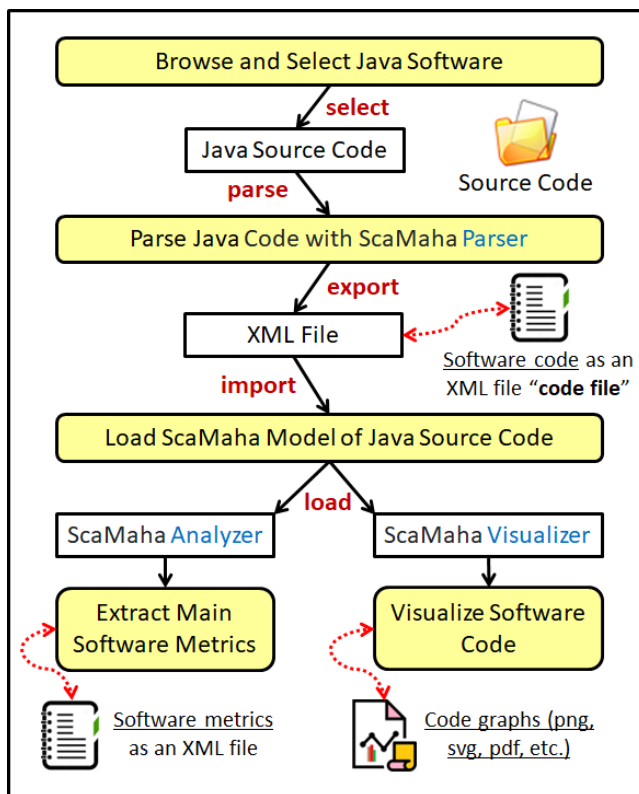 Browse and Select Java Software
select
Java Source Code
Source Code
parse
Parse Java Code with ScaMaha Parser
export
XML File
Software code as an
XML file “code file”
import
Load ScaMaha Model of Java Source Code
load
ScaMaha Analyzer
ScaMaha Visualizer
Extract Main
Software Metrics
Visualize Software
Code
Software metrics
as an XML file
Code graphs (png,
svg, pdf, etc.)